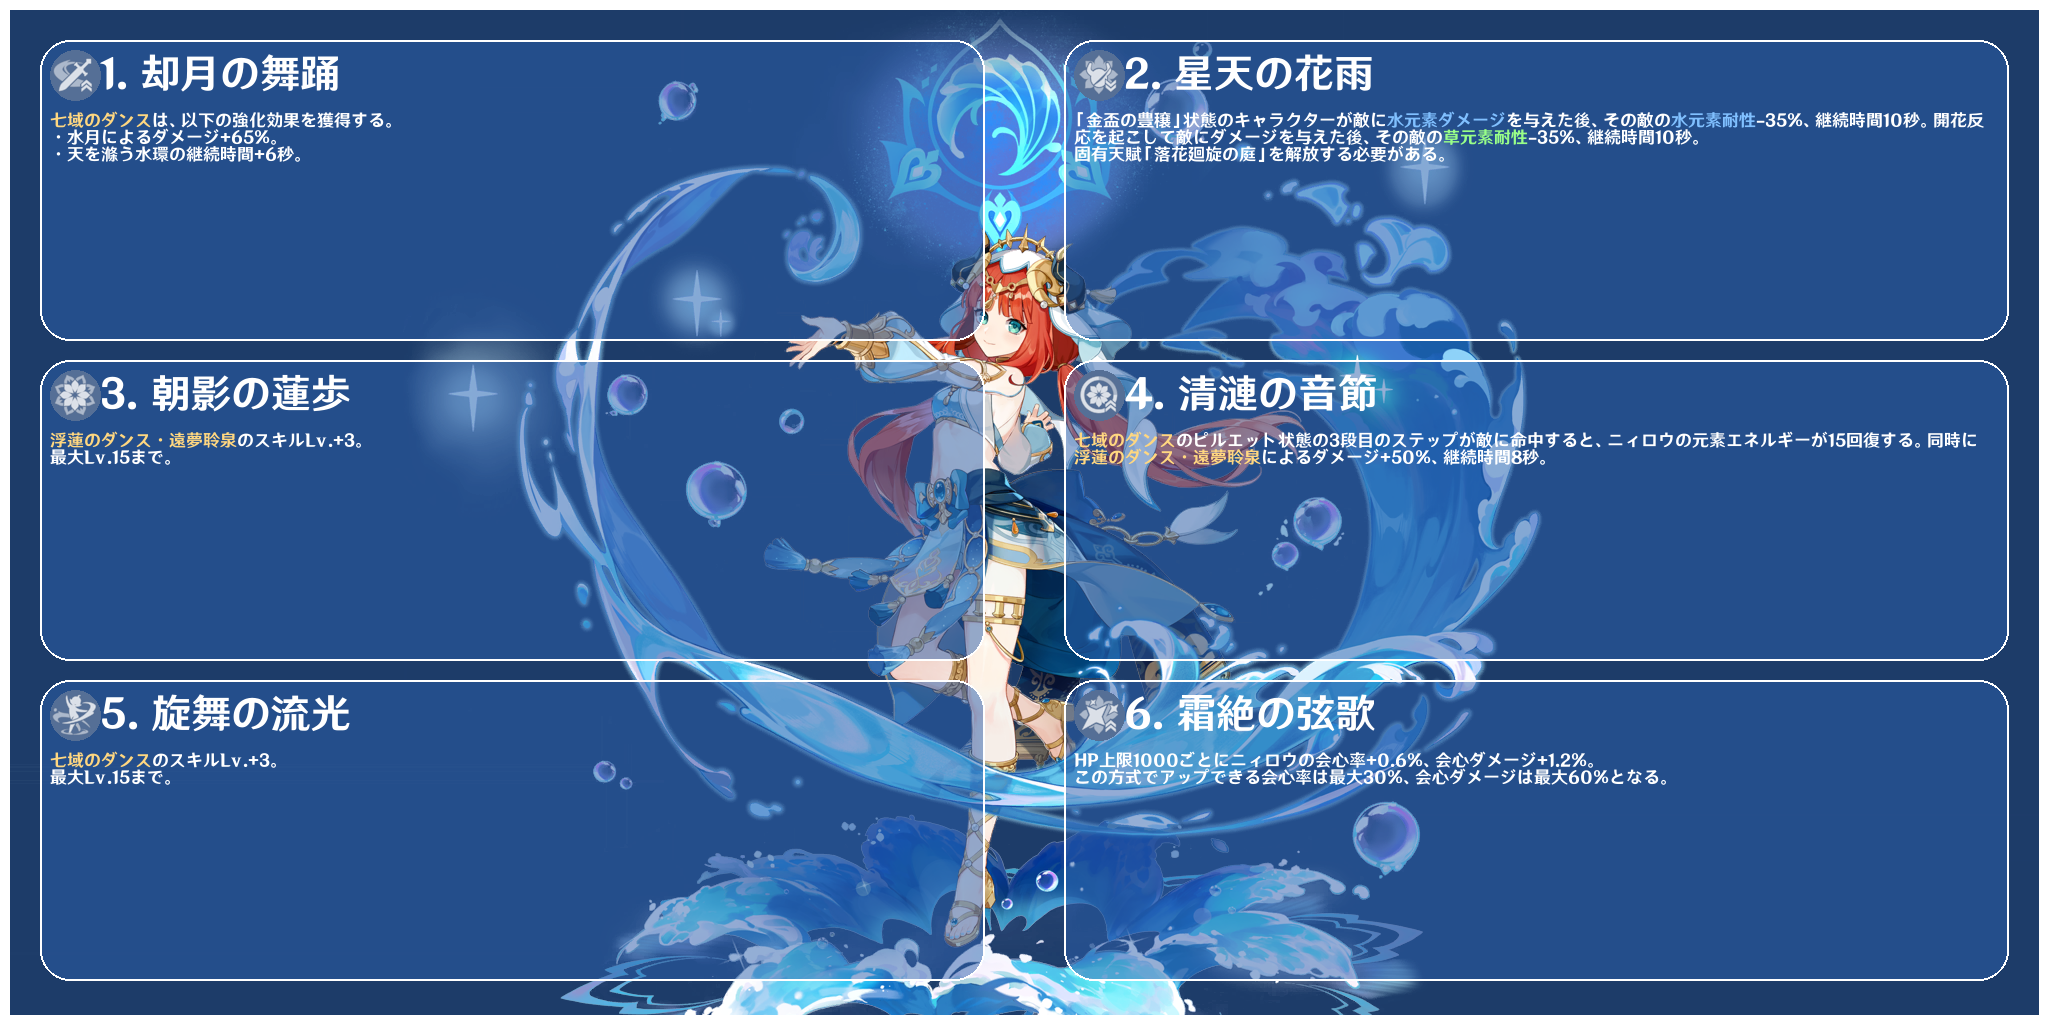 1. 却月の舞踊
七域のダンスは、以下の強化効果を獲得する。
・水月によるダメージ+65%。
・天を滌う水環の継続時間+6秒。
2. 星天の花雨
「金盃の豊穣」状態のキャラクターが敵に水元素ダメージを与えた後、その敵の水元素耐性-35%、継続時間10秒。開花反
応を起こして敵にダメージを与えた後、その敵の草元素耐性-35%、継続時間10秒。
固有天賦「落花廻旋の庭」を解放する必要がある。
3. 朝影の蓮歩
浮蓮のダンス・遠夢聆泉のスキルLv.+3。
最大Lv.15まで。
4. 清漣の音節
七域のダンスのピルエット状態の3段目のステップが敵に命中すると、ニィロウの元素エネルギーが15回復する。同時に
浮蓮のダンス・遠夢聆泉によるダメージ+50%、継続時間8秒。
5. 旋舞の流光
七域のダンスのスキルLv.+3。
最大Lv.15まで。
6. 霜絶の弦歌
HP上限1000ごとにニィロウの会心率+0.6%、会心ダメージ+1.2%。
この方式でアップできる会心率は最大30%、会心ダメージは最大60%となる。